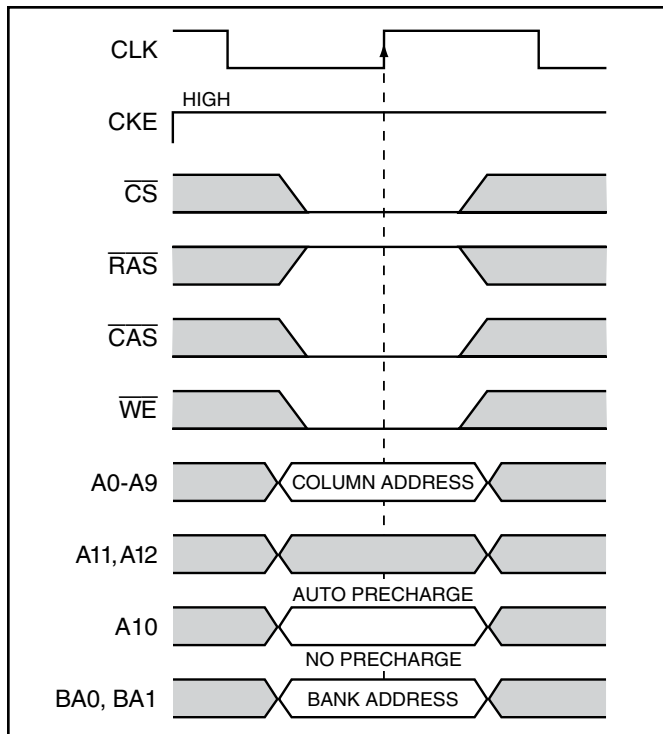 CLK
HIGH
CKE
CS
RAS
CAS
WE
A0-A9 COLUMN ADDRESS
A11, A12
AUTO PRECHARGE
A10
NO PRECHARGE
BA0, BA1 BANK ADDRESS